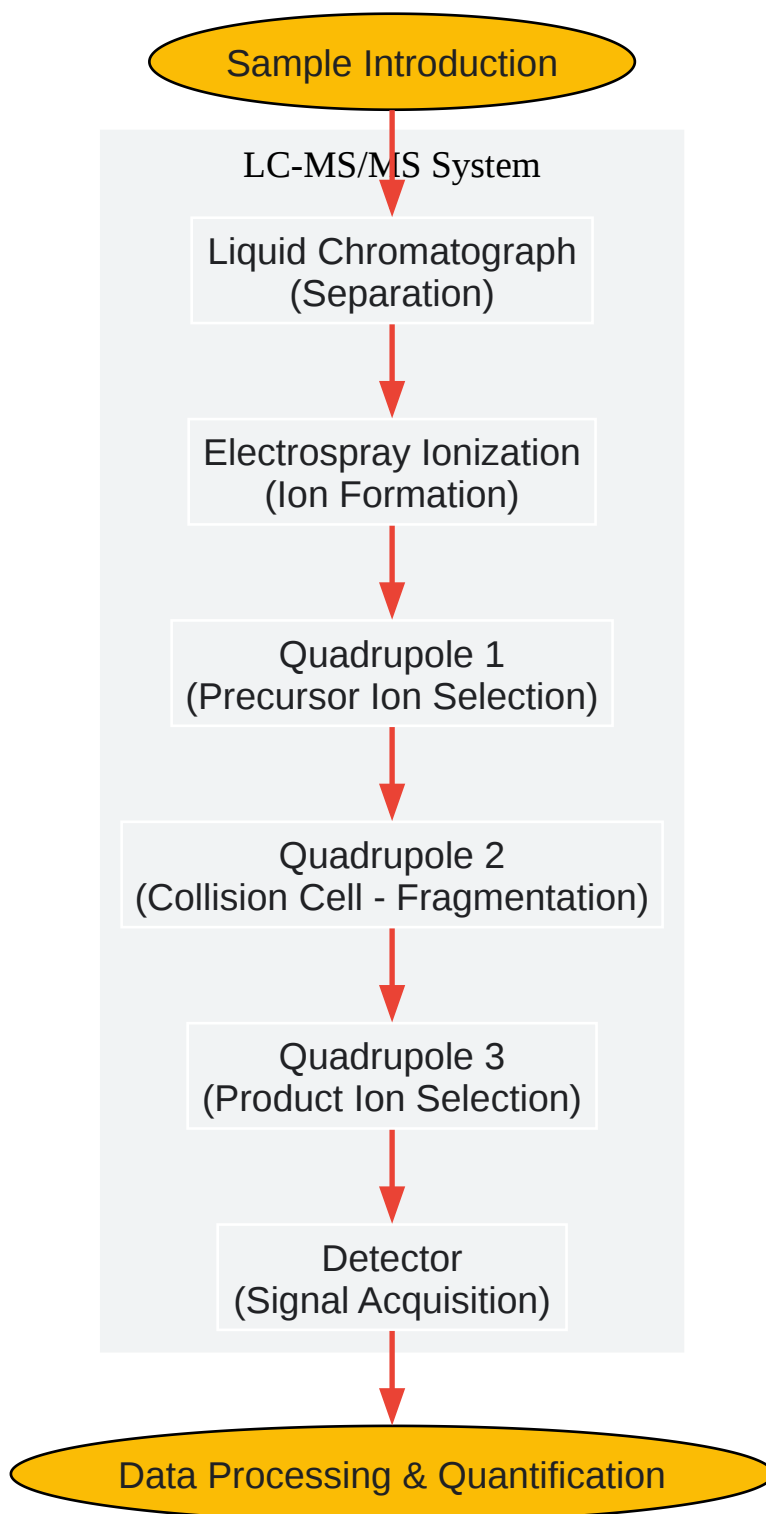 Sample Introduction
LC-MS/MS System
Liquid Chromatograph
(Separation)
Electrospray Ionization
(Ion Formation)
Quadrupole 1
(Precursor Ion Selection)
Quadrupole 2
(Collision Cell - Fragmentation)
Quadrupole 3
(Product Ion Selection)
Detector
(Signal Acquisition)
Data Processing & Quantification